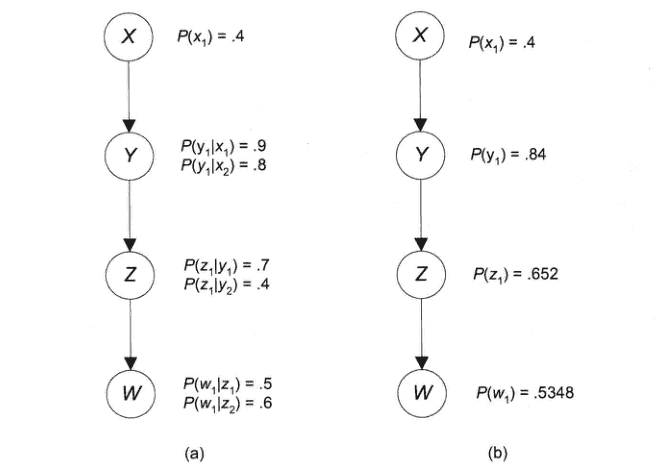 X P(x₁) = .4
X P(x₁) = .4
Y P(y₁|x₁) = .9
P(y₁|x₂) = .8
Y P(y₁) = .84
Z P(z₁|y₁) = .7
P(z₁|y₂) = .4
Z P(z₁) = .652
W P(w₁|z₁) = .5
P(w₁|z₂) = .6
W P(w₁) = .5348
(a)
(b)